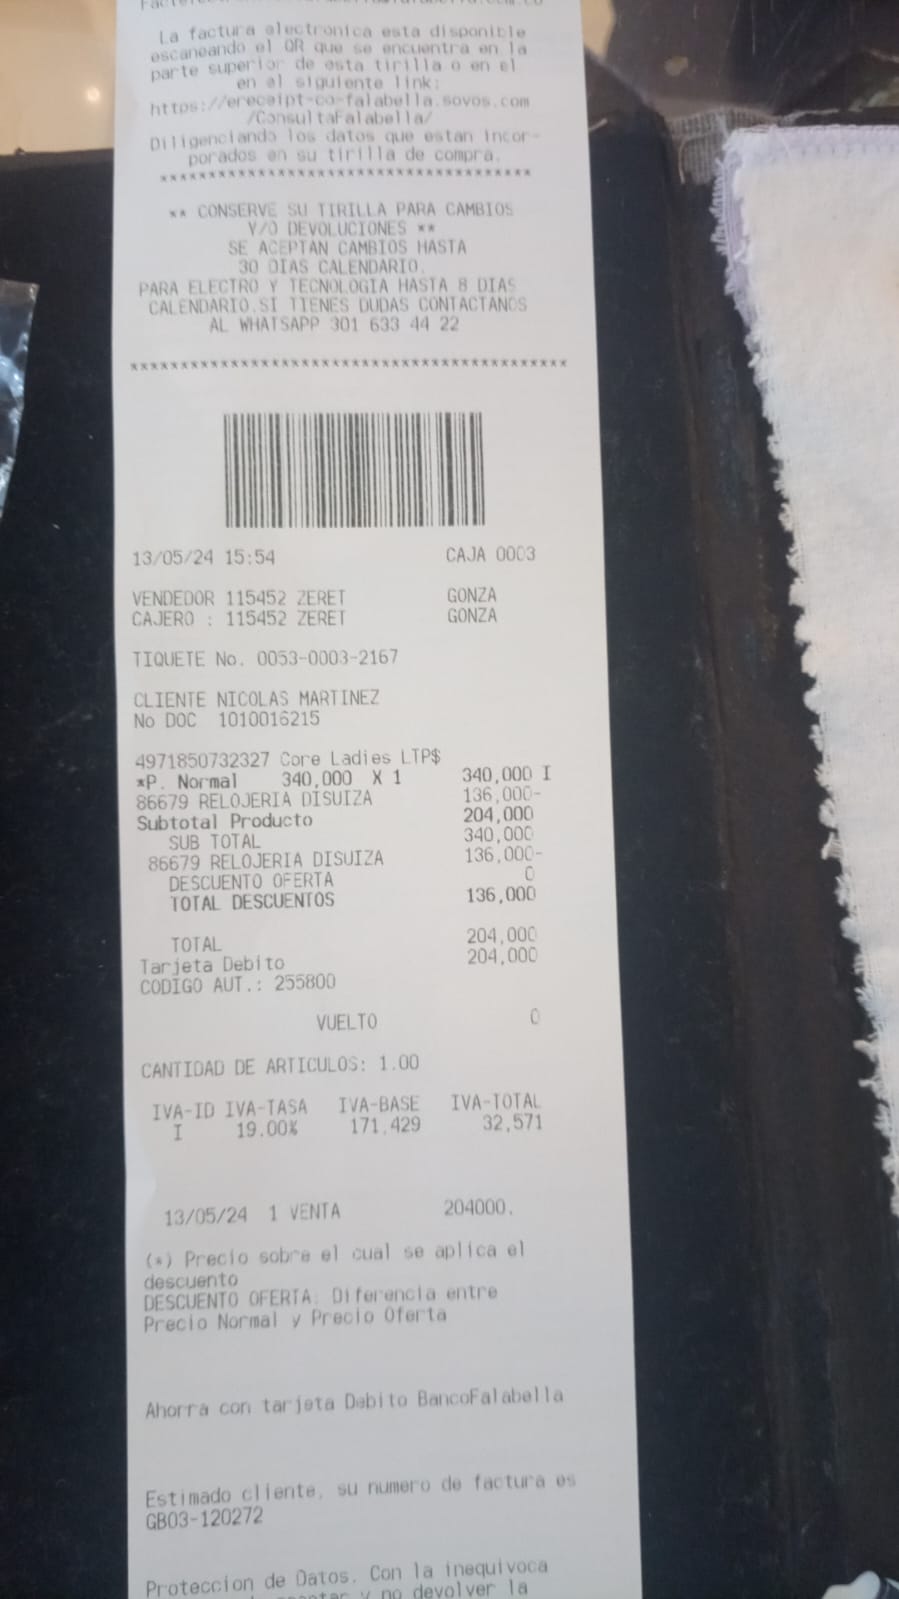 La factura electronica esta disponible
escaneando el QR que se encuentra en la
parte superior de esta tirilla o en el
en el siguiente link:
https://ereceipt-co-falabella.sovos.com
/ConsultaFalabella/
Diligenciando los datos que estan incor-
porados en su tirilla de compra.
*************************************
** CONSERVE SU TIRILLA PARA CAMBIOS
Y/O DEVOLUCIONES **
SE ACEPTAN CAMBIOS HASTA
30 DIAS CALENDARIO.
PARA ELECTRO Y TECNOLOGIA HASTA 8 DIAS
CALENDARIO.SI TIENES DUDAS CONTACTANOS
AL WHATSAPP 301 633 44 22
*******************************************
13/05/24 15:54 CAJA 0003
VENDEDOR 115452 ZERET GONZA
CAJERO : 115452 ZERET GONZA
TIQUETE No. 0053-0003-2167
CLIENTE NICOLAS MARTINEZ
No DOC 1010016215
4971850732327 Core Ladies LTP$
*P. Normal 340,000 X 1 340,000 I
86679 RELOJERIA DISUIZA 136,000-
Subtotal Producto 204,000
SUB TOTAL 340,000
86679 RELOJERIA DISUIZA 136,000-
DESCUENTO OFERTA 0
TOTAL DESCUENTOS 136,000
TOTAL 204,000
Tarjeta Debito 204,000
CODIGO AUT.: 255800
VUELTO 0
CANTIDAD DE ARTICULOS: 1.00
IVA-ID IVA-TASA IVA-BASE IVA-TOTAL
I 19.00% 171,429 32,571
13/05/24 1 VENTA 204000.
(*) Precio sobre el cual se aplica el
descuento
DESCUENTO OFERTA: Diferencia entre
Precio Normal y Precio Oferta
Ahorra con tarjeta Debito BancoFalabella
Estimado cliente, su numero de factura es
GB03-120272
Proteccion de Datos. Con la inequivoca
y no devolver la